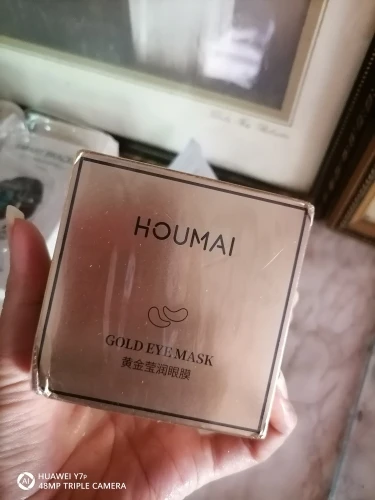 HOUMAI
GOLD EYE MASK
黄金莹润眼膜
HUAWEI Y7p
48MP TRIPLE CAMERA